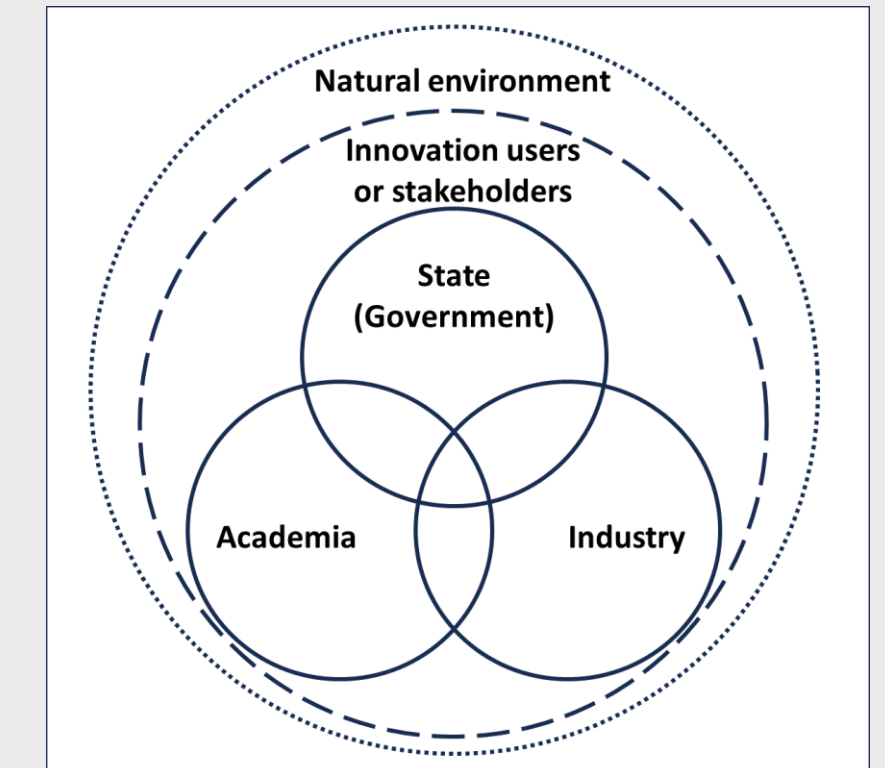 Natural environment
Innovation users
or stakeholders
State
(Government)
Academia
Industry